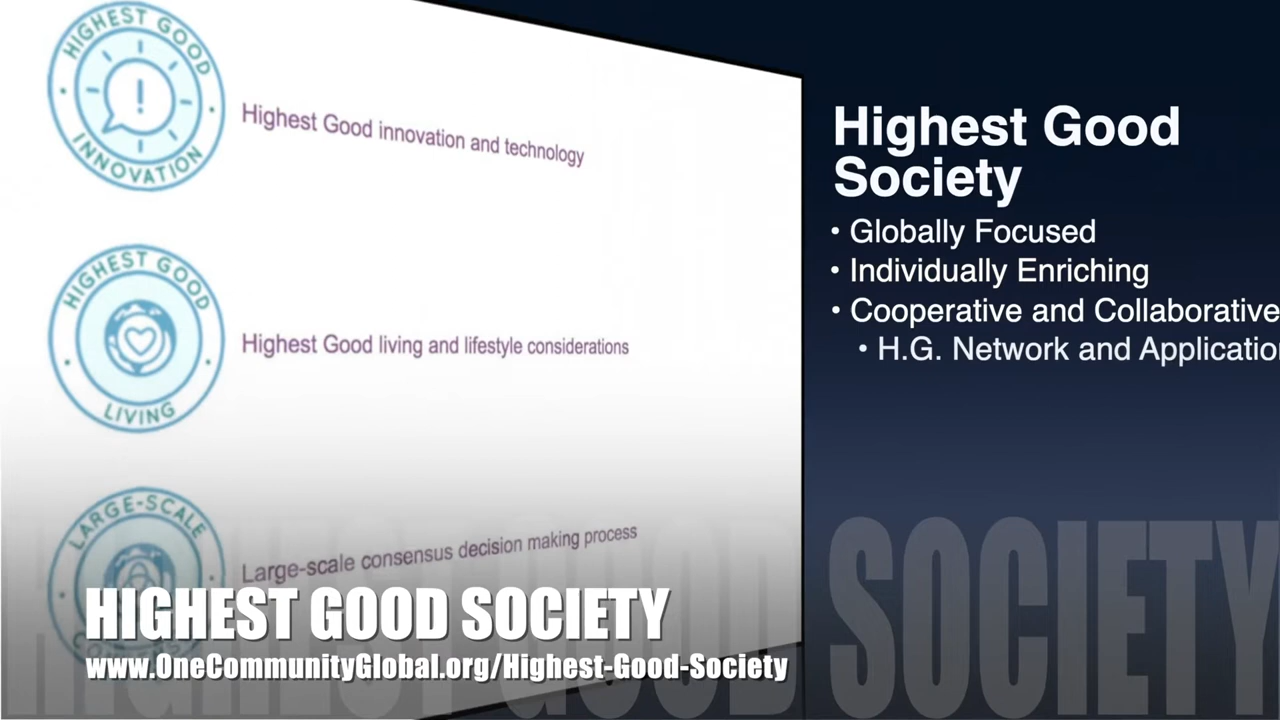 HIGHEST GOOD
INNOVATION
Highest Good innovation and technology
HIGHEST GOOD
LIVING
Highest Good living and lifestyle considerations
LARGE-SCALE
Large-scale consensus decision making process
Highest Good
Society
• Globally Focused
• Individually Enriching
• Cooperative and Collaborative
• H.G. Network and Applicatio
HIGHEST GOOD SOCIETY
HIGHEST GOOD SOCIETY
www.OneCommunityGlobal.org/Highest-Good-Society